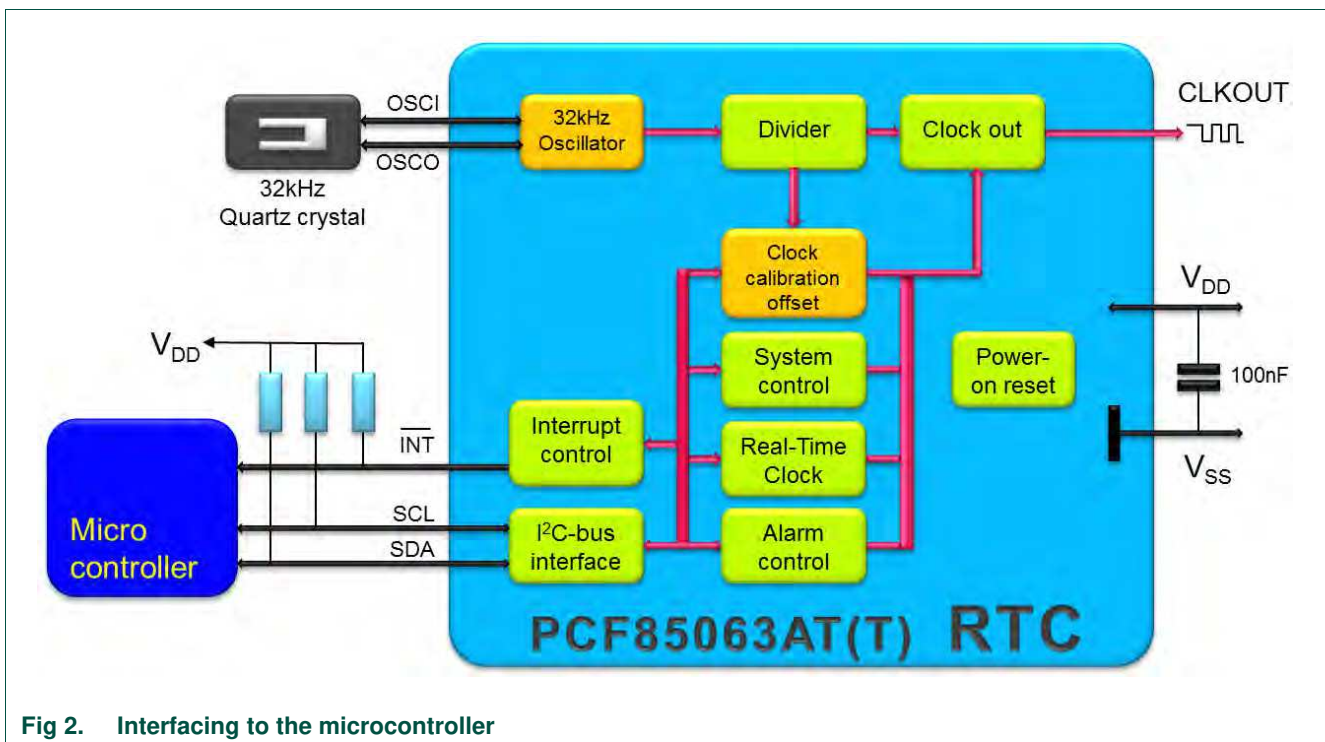 CLKOUT
OSCI
OSCO
32kHz
Oscillator
Divider
Clock out
32kHz
Quartz crystal
Clock
calibration
offset
VDD
VDD
System
control
Power-
on reset
100nF
Interrupt
control
INT
Real-Time
Clock
VSS
Micro
controller
SCL
SDA
I²C-bus
interface
Alarm
control
PCF85063AT(T) RTC
Fig 2. Interfacing to the microcontroller